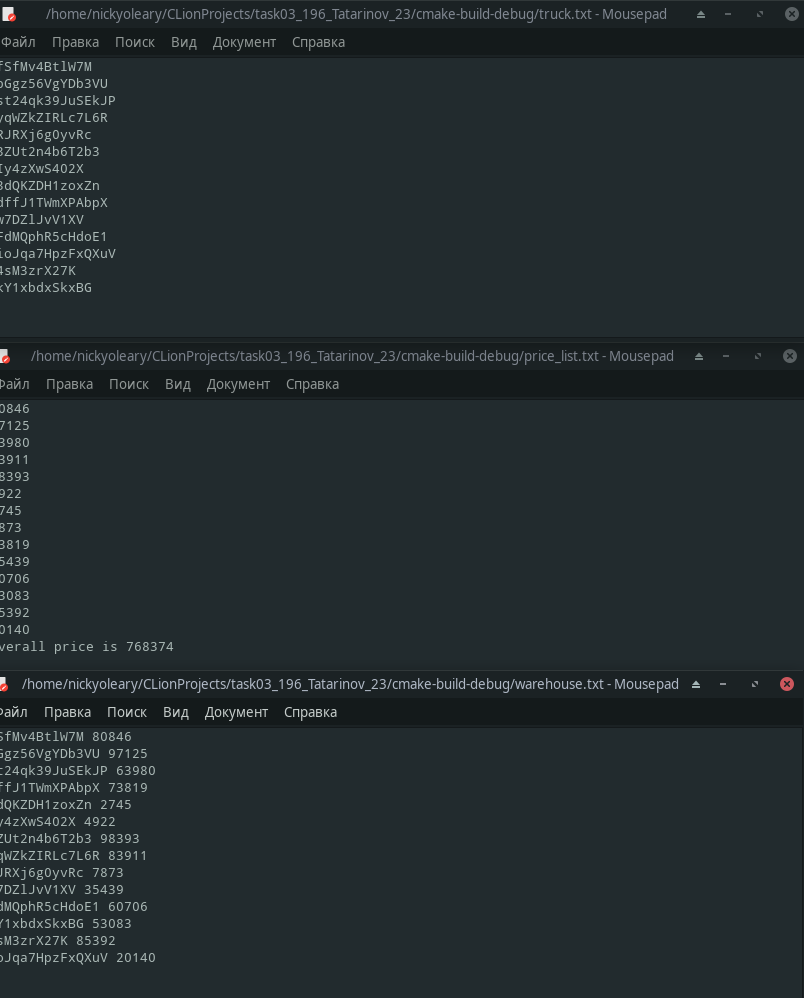 /home/nickyoleary/CLionProjects/task03_196_Tatarinov_23/cmake-build-debug/truck.txt - Mousepad
Файл Правка Поиск Вид Документ Справка
fSfMv4BtlW7M
oGgz56VgYDb3VU
st24qk39JuSEkJP
yqWZkZIRLc7L6R
RJRXj6g0yvRc
3ZUt2n4b6T2b3
Iy4zXwS4O2X
3dQKZDH1zoxZn
dffJ1TWmXPAbpX
w7DZlJvV1XV
FdMQphR5cHdoE1
ioJqa7HpzFxQXuV
4sM3zrX27K
kY1xbdxSkxBG
/home/nickyoleary/CLionProjects/task03_196_Tatarinov_23/cmake-build-debug/price_list.txt - Mousepad
Файл Правка Поиск Вид Документ Справка
0846
7125
3980
3911
8393
922
745
873
3819
5439
0706
3083
5392
0140
verall price is 768374
/home/nickyoleary/CLionProjects/task03_196_Tatarinov_23/cmake-build-debug/warehouse.txt - Mousepad
Файл Правка Поиск Вид Документ Справка
SfMv4BtlW7M 80846
Ggz56VgYDb3VU 97125
t24qk39JuSEkJP 63980
ffJ1TWmXPAbpX 73819
dQKZDH1zoxZn 2745
y4zXwS4O2X 4922
ZUt2n4b6T2b3 98393
qWZkZIRLc7L6R 83911
JRXj6g0yvRc 7873
7DZlJvV1XV 35439
dMQphR5cHdoE1 60706
Y1xbdxSkxBG 53083
sM3zrX27K 85392
oJqa7HpzFxQXuV 20140